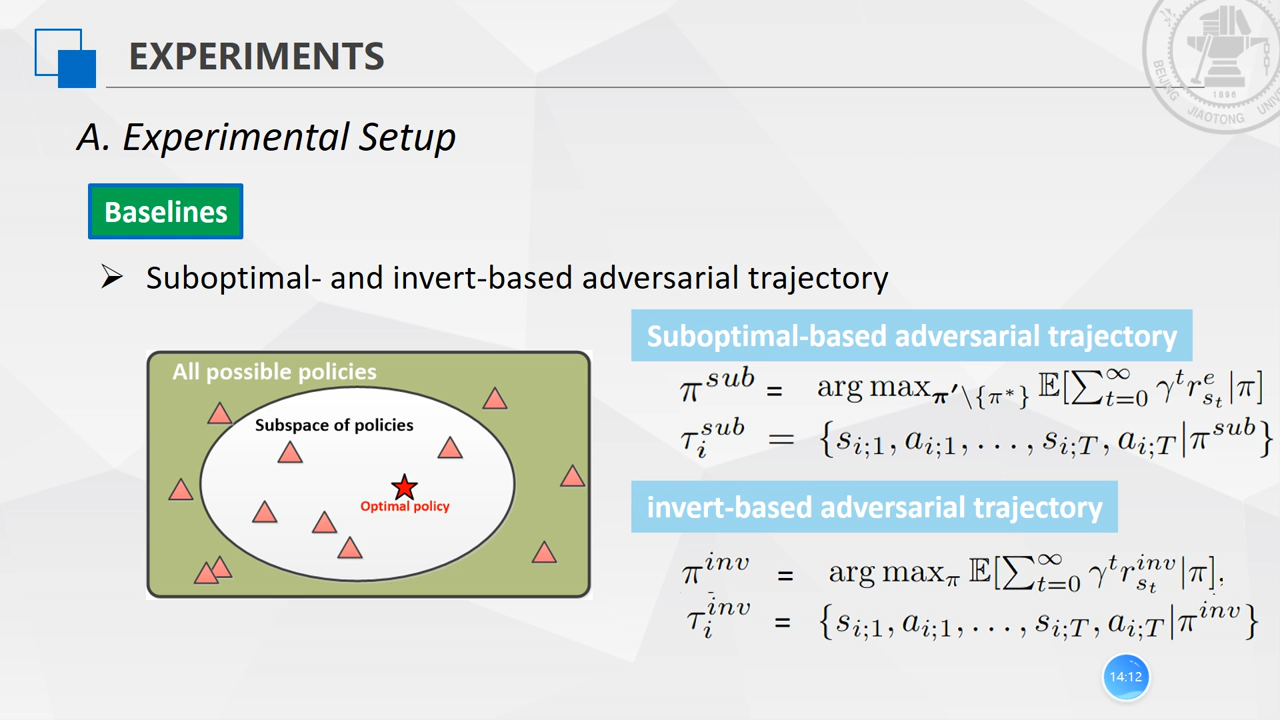 EXPERIMENTS
BEIJING JIAOTONG
1896
A. Experimental Setup
Baselines
➢ Suboptimal- and invert-based adversarial trajectory
All possible policies
Subspace of policies
Optimal policy
Suboptimal-based adversarial trajectory
π^{sub} = arg max_{π′\{π*}} 𝔼[∑_{t=0}^{∞} γ^t r^e_{s_t}|π]
τ_i^{sub} = {s_{i;1}, a_{i;1}, . . . , s_{i;T}, a_{i;T}|π^{sub}}
invert-based adversarial trajectory
π^{inv} = arg max_π 𝔼[∑_{t=0}^{∞} γ^t r^{inv}_{s_t}|π],
τ_i^{inv} = {s_{i;1}, a_{i;1}, . . . , s_{i;T}, a_{i;T}|π^{inv}}
14:12